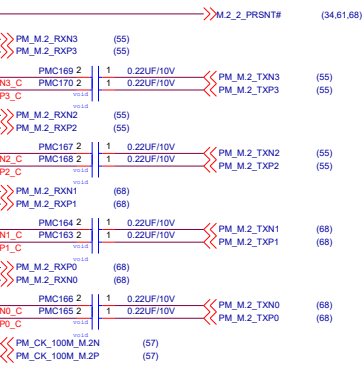 M.2_2_PRSNT# (34,61,68)
PM_M.2_RXN3 (55)
PM_M.2_RXP3 (55)
N3_C PMC169 2 1 0.22UF/10V PM_M.2_TXN3 (55)
P3_C PMC170 2 1 0.22UF/10V PM_M.2_TXP3 (55)
void
void
PM_M.2_RXN2 (55)
PM_M.2_RXP2 (55)
N2_C PMC167 2 1 0.22UF/10V PM_M.2_TXN2 (55)
P2_C PMC168 2 1 0.22UF/10V PM_M.2_TXP2 (55)
void
void
PM_M.2_RXN1 (68)
PM_M.2_RXP1 (68)
N1_C PMC164 2 1 0.22UF/10V PM_M.2_TXN1 (68)
P1_C PMC163 2 1 0.22UF/10V PM_M.2_TXP1 (68)
void
void
PM_M.2_RXP0 (68)
PM_M.2_RXN0 (68)
N0_C PMC166 2 1 0.22UF/10V PM_M.2_TXN0 (68)
P0_C PMC165 2 1 0.22UF/10V PM_M.2_TXP0 (68)
void
void
PM_CK_100M_M.2N (57)
PM_CK_100M_M.2P (57)